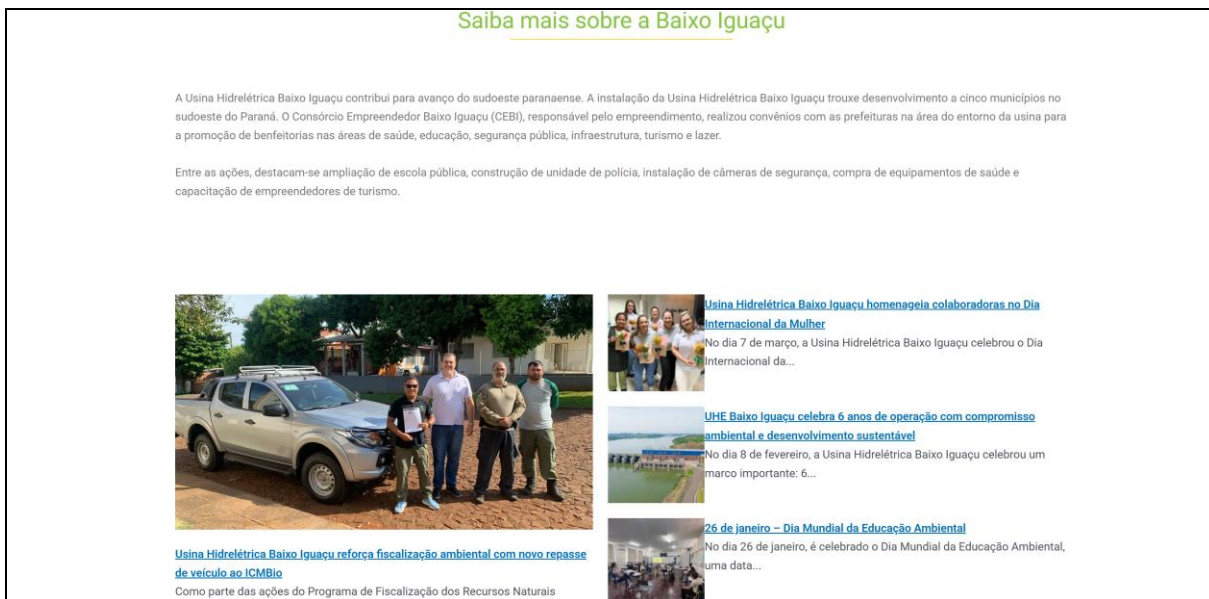 Saiba mais sobre a Baixo Iguaçu
A Usina Hidrelétrica Baixo Iguaçu contribui para avanço do sudoeste paranaense. A instalação da Usina Hidrelétrica Baixo Iguaçu trouxe desenvolvimento a cinco municípios no
sudoeste do Paraná. O Consórcio Empreendedor Baixo Iguaçu (CEBI), responsável pelo empreendimento, realizou convênios com as prefeituras na área do entorno da usina para
a promoção de benfeitorias nas áreas de saúde, educação, segurança pública, infraestrutura, turismo e lazer.
Entre as ações, destacam-se ampliação de escola pública, construção de unidade de polícia, instalação de câmeras de segurança, compra de equipamentos de saúde e
capacitação de empreendedores de turismo.
Usina Hidrelétrica Baixo Iguaçu reforça fiscalização ambiental com novo repasse
de veículo ao ICMBio
Como parte das ações do Programa de Fiscalização dos Recursos Naturais
Usina Hidrelétrica Baixo Iguaçu homenageia colaboradoras no Dia
Internacional da Mulher
No dia 7 de março, a Usina Hidrelétrica Baixo Iguaçu celebrou o Dia
Internacional da...
UHE Baixo Iguaçu celebra 6 anos de operação com compromisso
ambiental e desenvolvimento sustentável
No dia 8 de fevereiro, a Usina Hidrelétrica Baixo Iguaçu celebrou um
marco importante: 6...
26 de janeiro – Dia Mundial da Educação Ambiental
No dia 26 de janeiro, é celebrado o Dia Mundial da Educação Ambiental,
uma data...